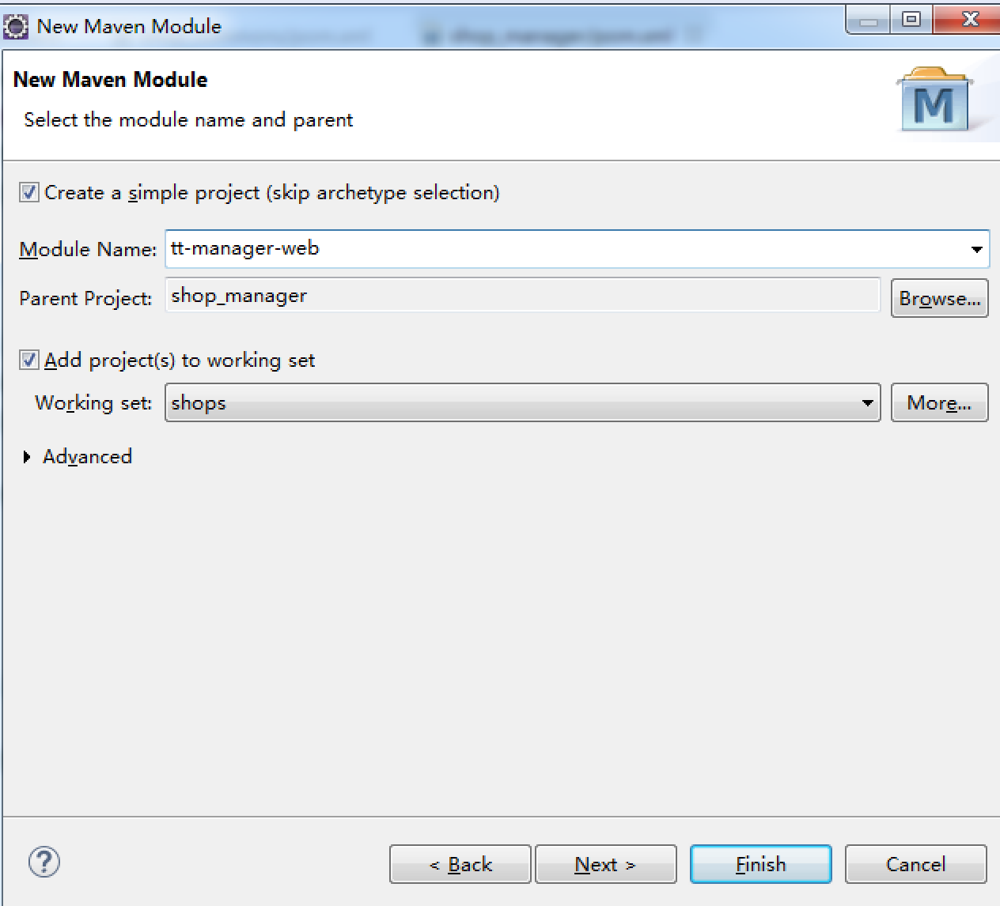 New Maven Module
New Maven Module
Select the module name and parent
M
Create a simple project (skip archetype selection)
Module Name: tt-manager-web
Parent Project: shop_manager Browse...
Add project(s) to working set
Working set: shops More...
Advanced
? < Back Next > Finish Cancel